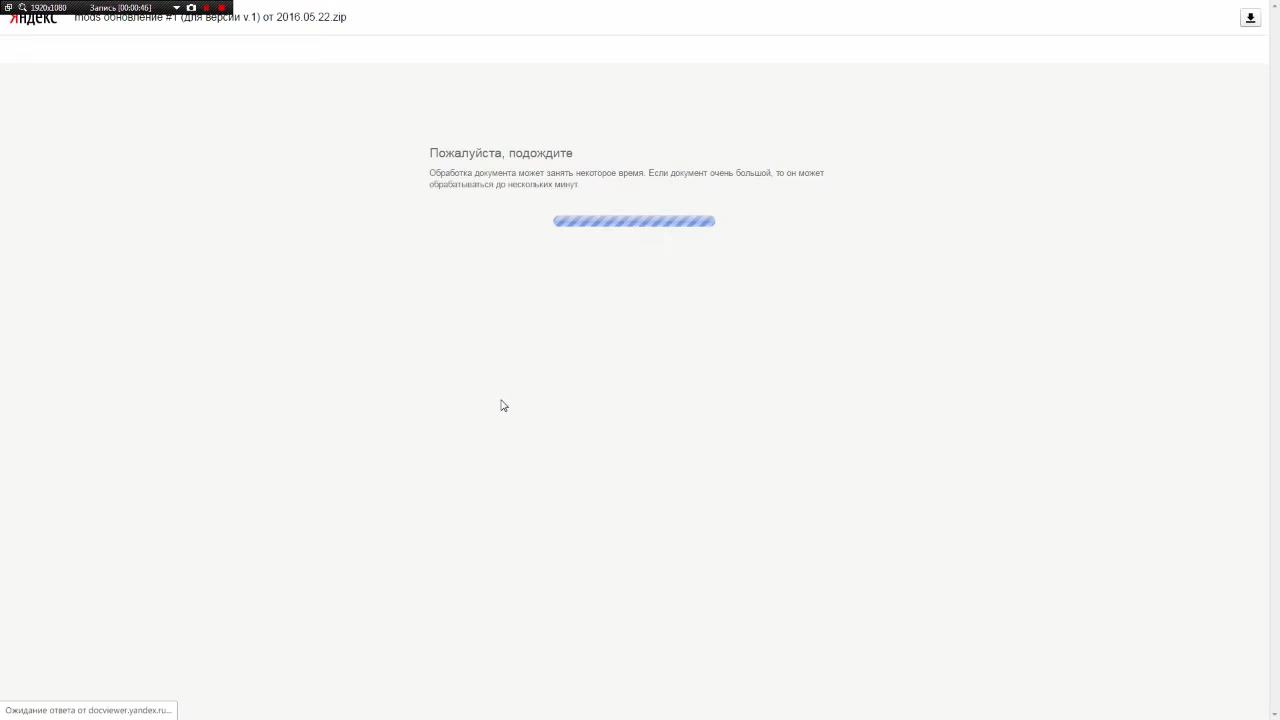 1920x1080 Запись [00:00:46]
Яндекс mods обновление #1 (для версии v.1) от 2016.05.22.zip
Пожалуйста, подождите
Обработка документа может занять некоторое время. Если документ очень большой, то он может
обрабатываться до нескольких минут.
Ожидание ответа от docviewer.yandex.ru...